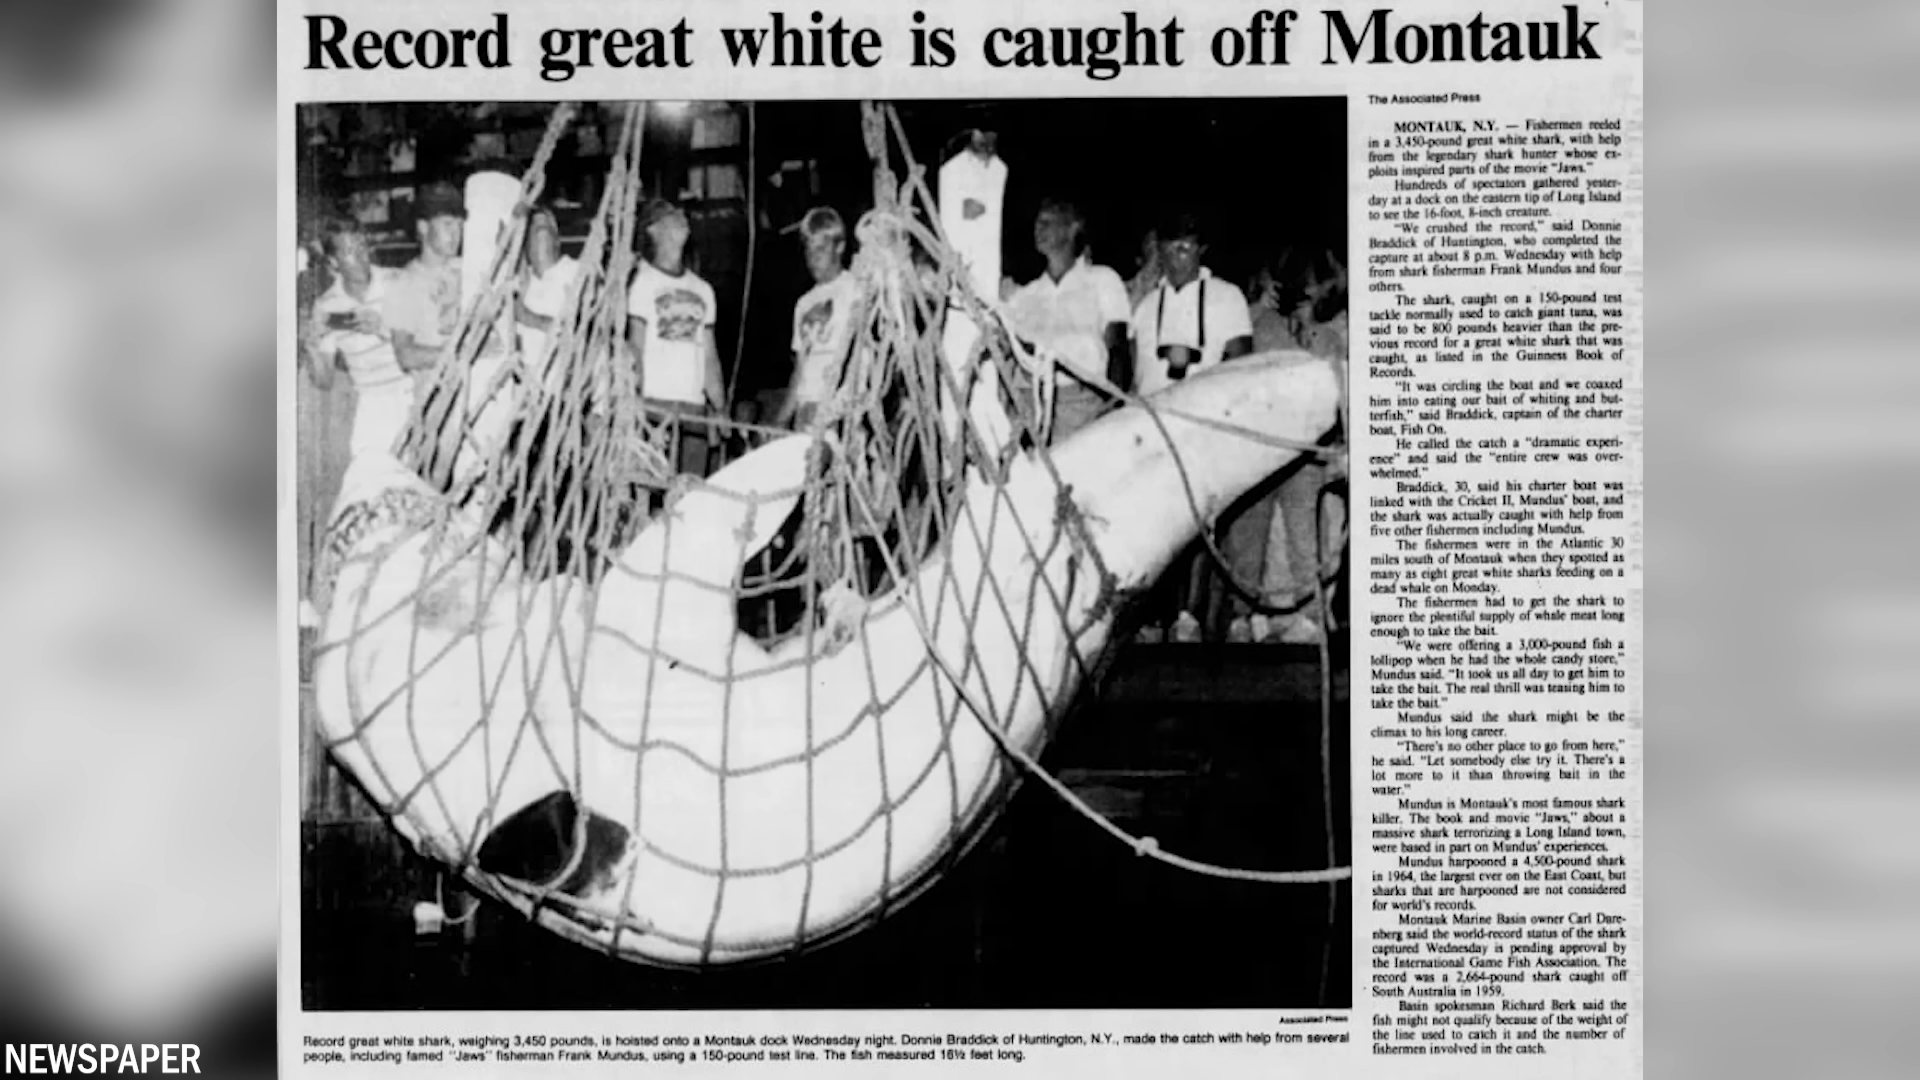 Record great white is caught off Montauk
The Associated Press
MONTAUK, N.Y. — Fishermen reeled
in a 3,450-pound great white shark, with help
from the legendary shark hunter whose ex-
ploits inspired parts of the movie "Jaws."
Hundreds of spectators gathered yester-
day at a dock on the eastern tip of Long Island
to see the 16-foot, 8-inch creature.
"We crushed the record," said Donnie
Braddick of Huntington, who completed the
capture at about 8 p.m. Wednesday with help
from shark fisherman Frank Mundus and four
others.
The shark, caught on a 150-pound test
tackle normally used to catch giant tuna, was
said to be 800 pounds heavier than the pre-
vious record for a great white shark that was
caught, as listed in the Guinness Book of
Records.
"It was circling the boat and we coaxed
him into eating our bait of whiting and but-
terfish," said Braddick, captain of the charter
boat, Fish On.
He called the catch a "dramatic experi-
ence" and said the "entire crew was over-
whelmed."
Braddick, 30, said his charter boat was
linked with the Cricket II, Mundus' boat, and
the shark was actually caught with help from
five other fishermen including Mundus.
The fishermen were in the Atlantic 30
miles south of Montauk when they spotted as
many as eight great white sharks feeding on a
dead whale on Monday.
The fishermen had to get the shark to
ignore the plentiful supply of whale meat long
enough to take the bait.
"We were offering a 3,000-pound fish a
lollipop when he had the whole candy store,"
Mundus said. "It took us all day to get him to
take the bait. The real thrill was teasing him to
take the bait."
Mundus said the shark might be the
climax to his long career.
"There's no other place to go from here,"
he said. "Let somebody else try it. There's a
lot more to it than throwing bait in the
water."
Mundus is Montauk's most famous shark
killer. The book and movie "Jaws," about a
massive shark terrorizing a Long Island town,
were based in part on Mundus' experiences.
Mundus harpooned a 4,500-pound shark
in 1964, the largest ever on the East Coast, but
sharks that are harpooned are not considered
for world's records.
Montauk Marine Basin owner Carl Dare-
nberg said the world-record status of the shark
captured Wednesday is pending approval by
the International Game Fish Association. The
record was a 2,664-pound shark caught off
South Australia in 1959.
Basin spokesman Richard Berk said the
fish might not qualify because of the weight of
the line used to catch it and the number of
fishermen involved in the catch.
Associated Press
Record great white shark, weighing 3,450 pounds, is hoisted onto a Montauk dock Wednesday night. Donnie Braddick of Huntington, N.Y., made the catch with help from several
people, including famed "Jaws" fisherman Frank Mundus, using a 150-pound test line. The fish measured 16½ feet long.
NEWSPAPER